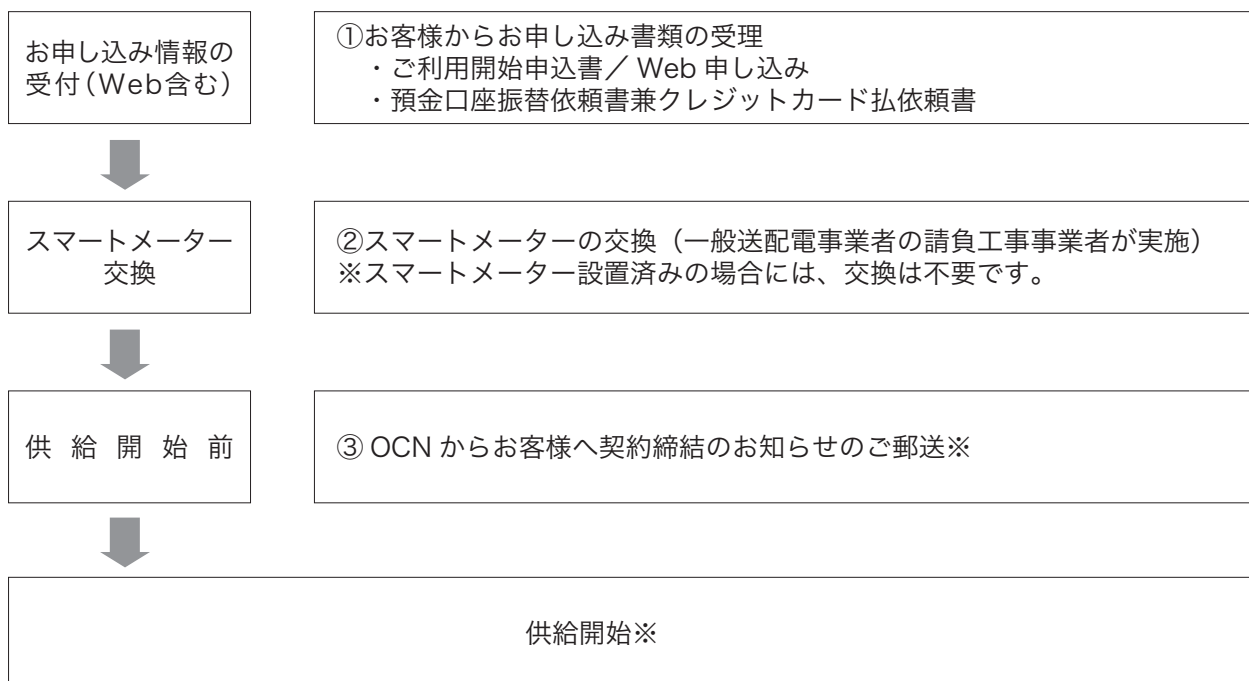 お申し込み情報の
受付（Web含む）
①お客様からお申し込み書類の受理
・ご利用開始申込書／ Web 申し込み
・預金口座振替依頼書兼クレジットカード払依頼書
スマートメーター
交換
②スマートメーターの交換（一般送配電事業者の請負工事事業者が実施）
※スマートメーター設置済みの場合には、交換は不要です。
供給開始前
③ OCN からお客様へ契約締結のお知らせのご郵送※
供給開始※